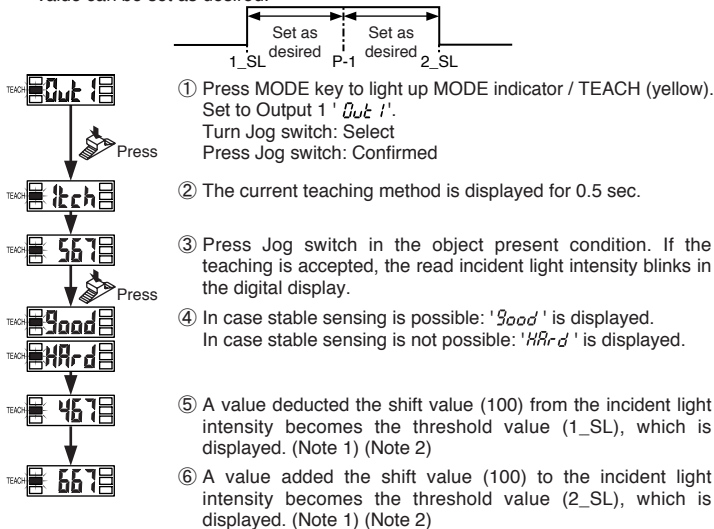 value can be set as desired.
Set as desired
Set as desired
1_SL P-1 2_SL
TEACH Out 1
① Press MODE key to light up MODE indicator / TEACH (yellow).
Set to Output 1 ' Out 1'.
Turn Jog switch: Select
Press Jog switch: Confirmed
Press
TEACH 1tch
② The current teaching method is displayed for 0.5 sec.
TEACH 567
③ Press Jog switch in the object present condition. If the
teaching is accepted, the read incident light intensity blinks in
the digital display.
Press
TEACH good
④ In case stable sensing is possible: 'good' is displayed.
TEACH HArd
In case stable sensing is not possible: 'HArd' is displayed.
TEACH 467
⑤ A value deducted the shift value (100) from the incident light
intensity becomes the threshold value (1_SL), which is
displayed. (Note 1) (Note 2)
TEACH 667
⑥ A value added the shift value (100) to the incident light
intensity becomes the threshold value (2_SL), which is
displayed. (Note 1) (Note 2)